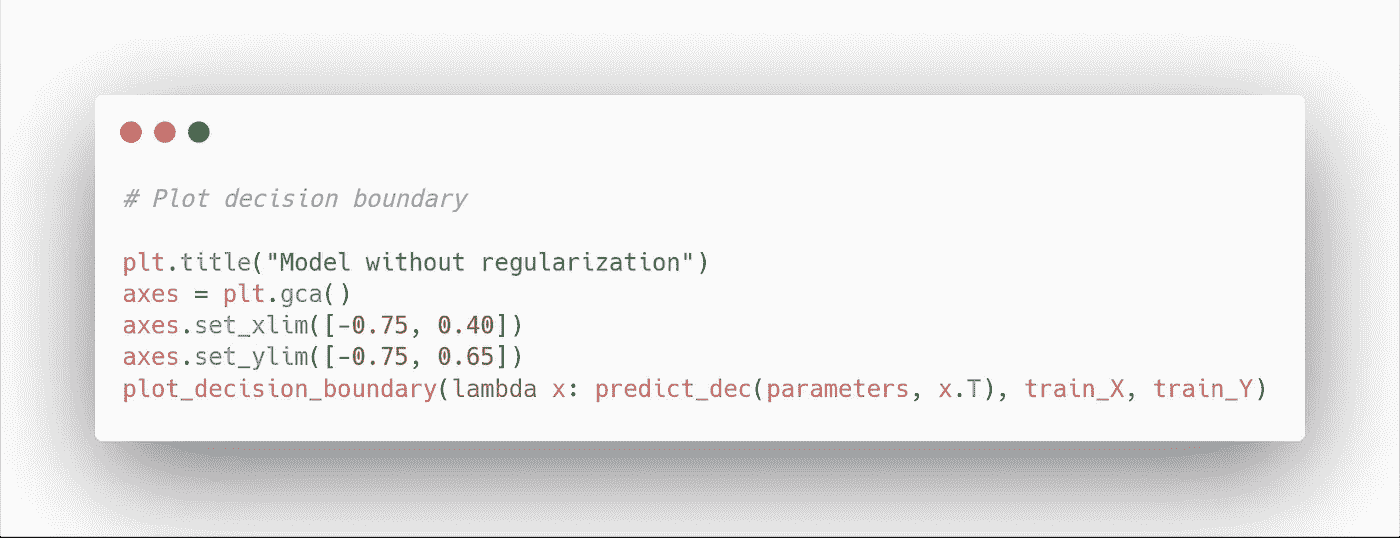 # Plot decision boundary
plt.title("Model without regularization")
axes = plt.gca()
axes.set_xlim([-0.75, 0.40])
axes.set_ylim([-0.75, 0.65])
plot_decision_boundary(lambda x: predict_dec(parameters, x.T), train_X, train_Y)